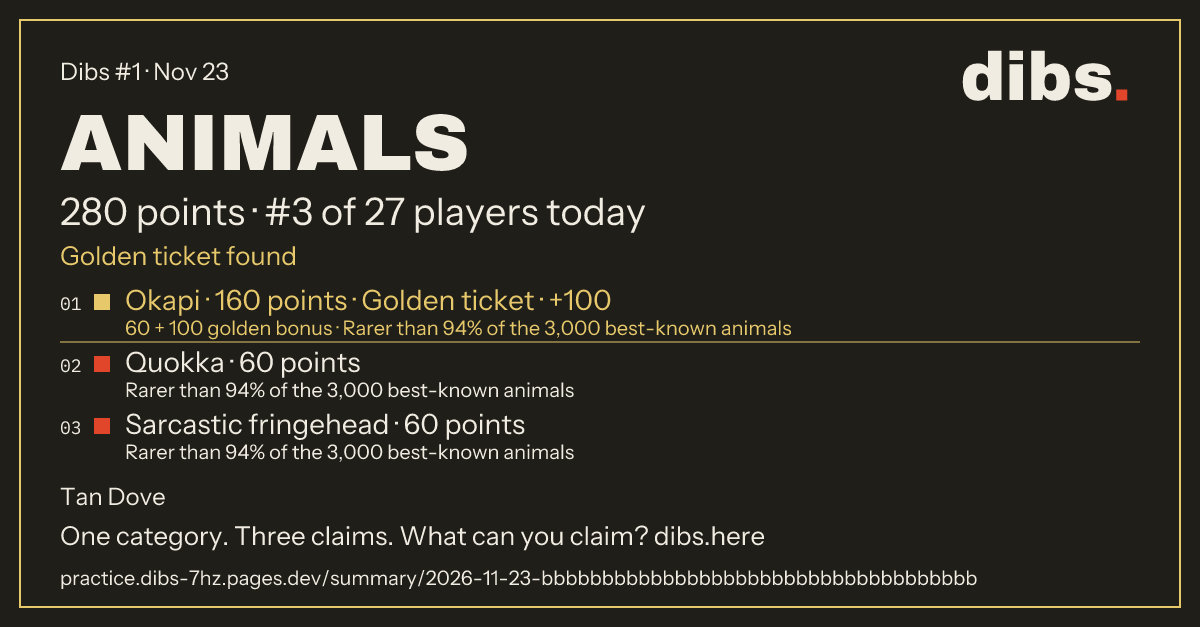 Dibs #1 · Nov 23
dibs.
ANIMALS
280 points · #3 of 27 players today
Golden ticket found
01 Okapi · 160 points · Golden ticket · +100
60 + 100 golden bonus · Rarer than 94% of the 3,000 best-known animals
02 Quokka · 60 points
Rarer than 94% of the 3,000 best-known animals
03 Sarcastic fringehead · 60 points
Rarer than 94% of the 3,000 best-known animals
Tan Dove
One category. Three claims. What can you claim? dibs.here
practice.dibs-7hz.pages.dev/summary/2026-11-23-bbbbbbbbbbbbbbbbbbbbbbbbbbbbbbbbbbbb